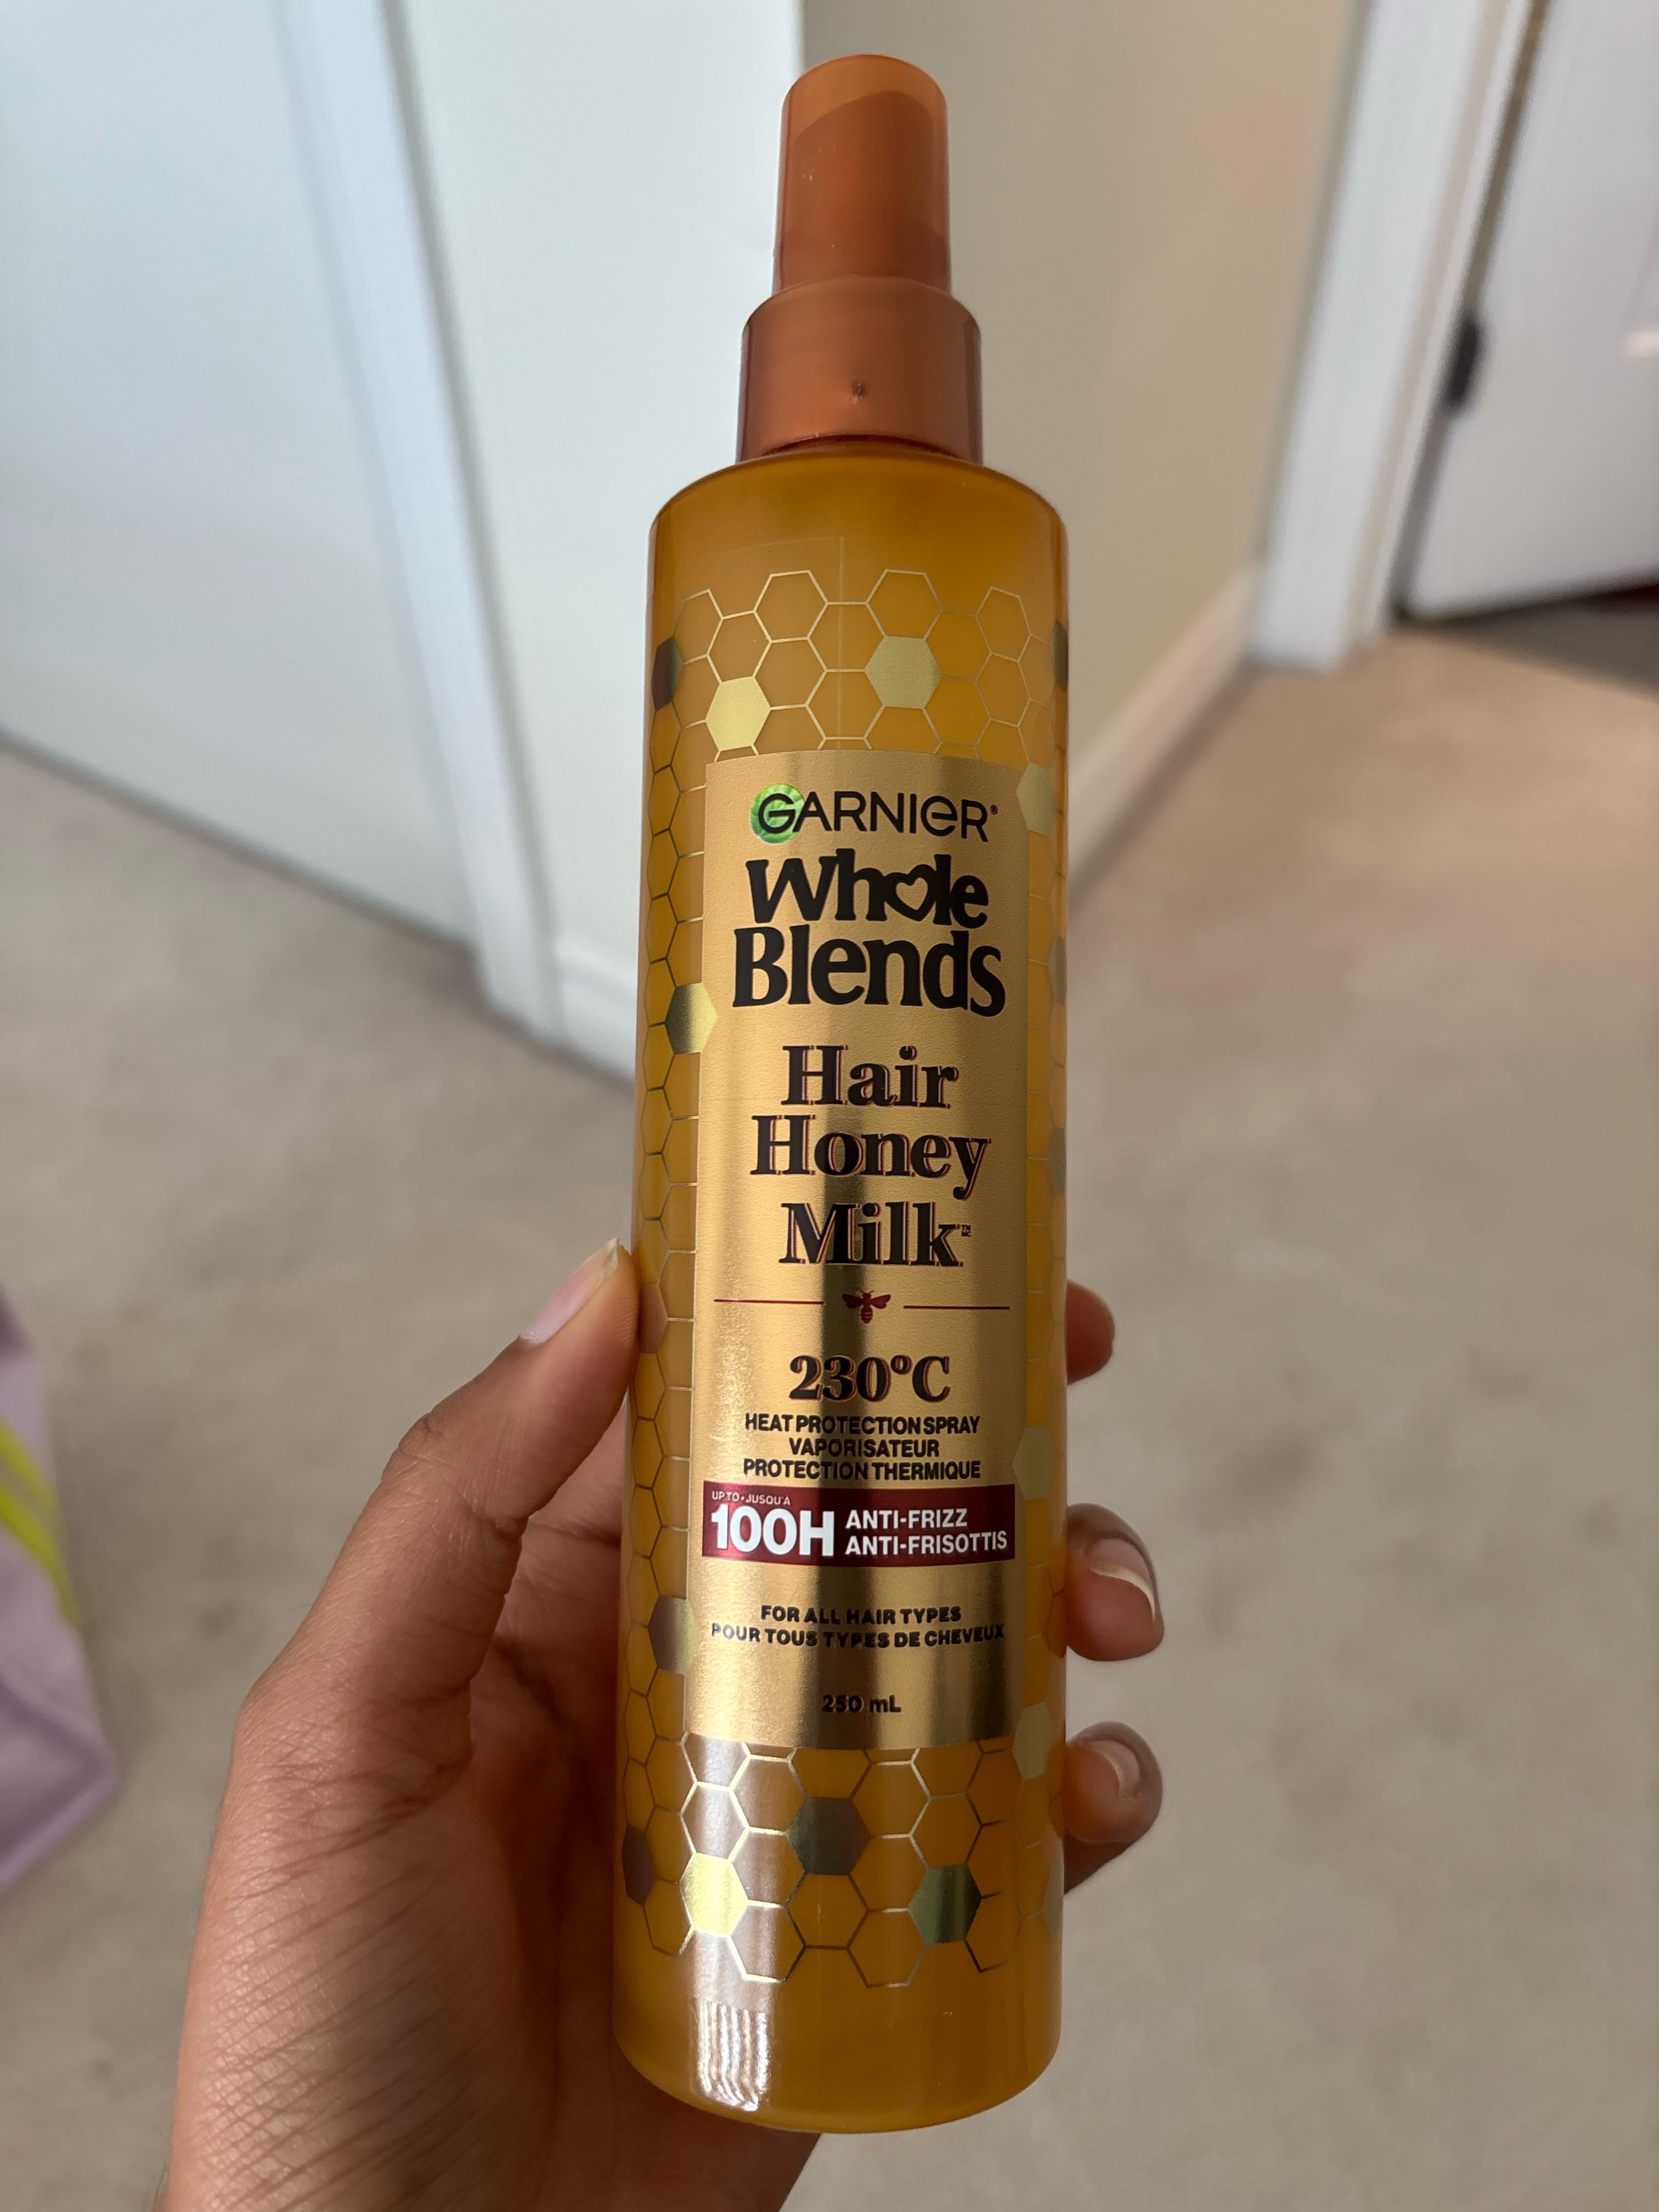 GARNIER®
Whole
Blends
Hair
Honey
Milk
230°C
HEAT PROTECTION SPRAY
VAPORISATEUR
PROTECTION THERMIQUE
UP TO • JUSQU'À
100H ANTI-FRIZZ
ANTI-FRISOTTIS
FOR ALL HAIR TYPES
POUR TOUS TYPES DE CHEVEUX
250 mL